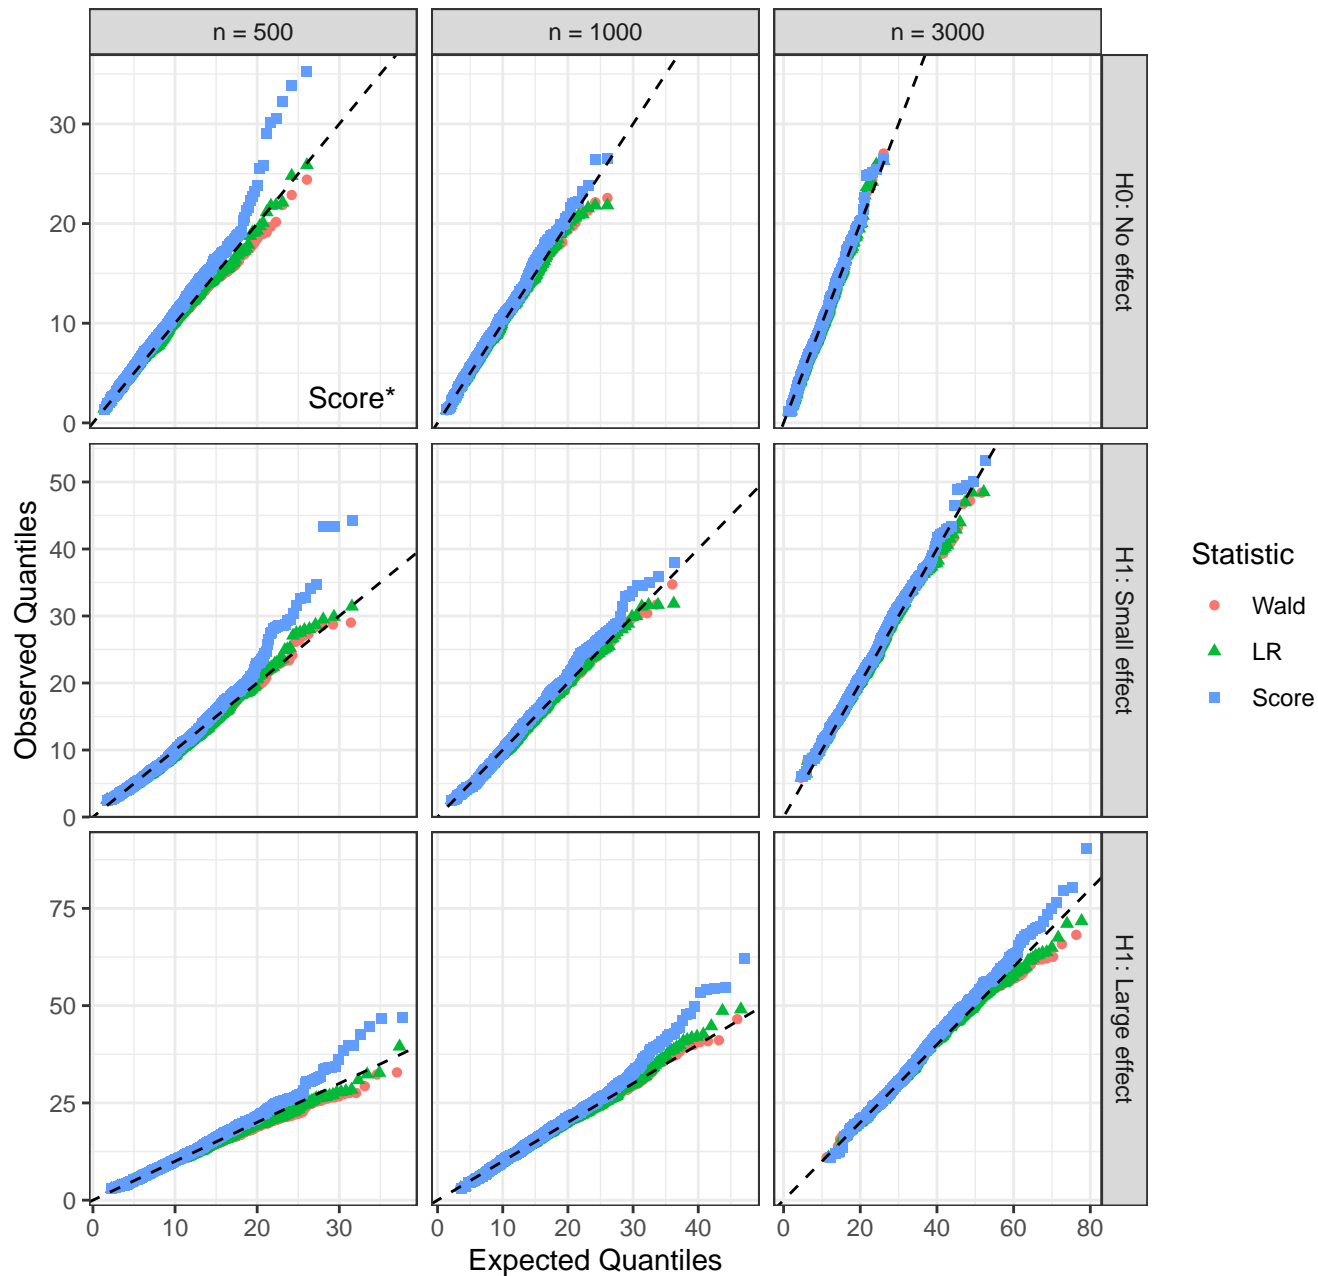 n = 500
n = 1000
n = 3000
30
20
10
0
Score*
H0: No effect
50
40
30
20
10
0
H1: Small effect
75
50
25
0
H1: Large effect
0 10 20 30
0 10 20 30 40
0 20 40 60 80
Expected Quantiles
Observed Quantiles
Statistic
Wald
LR
Score